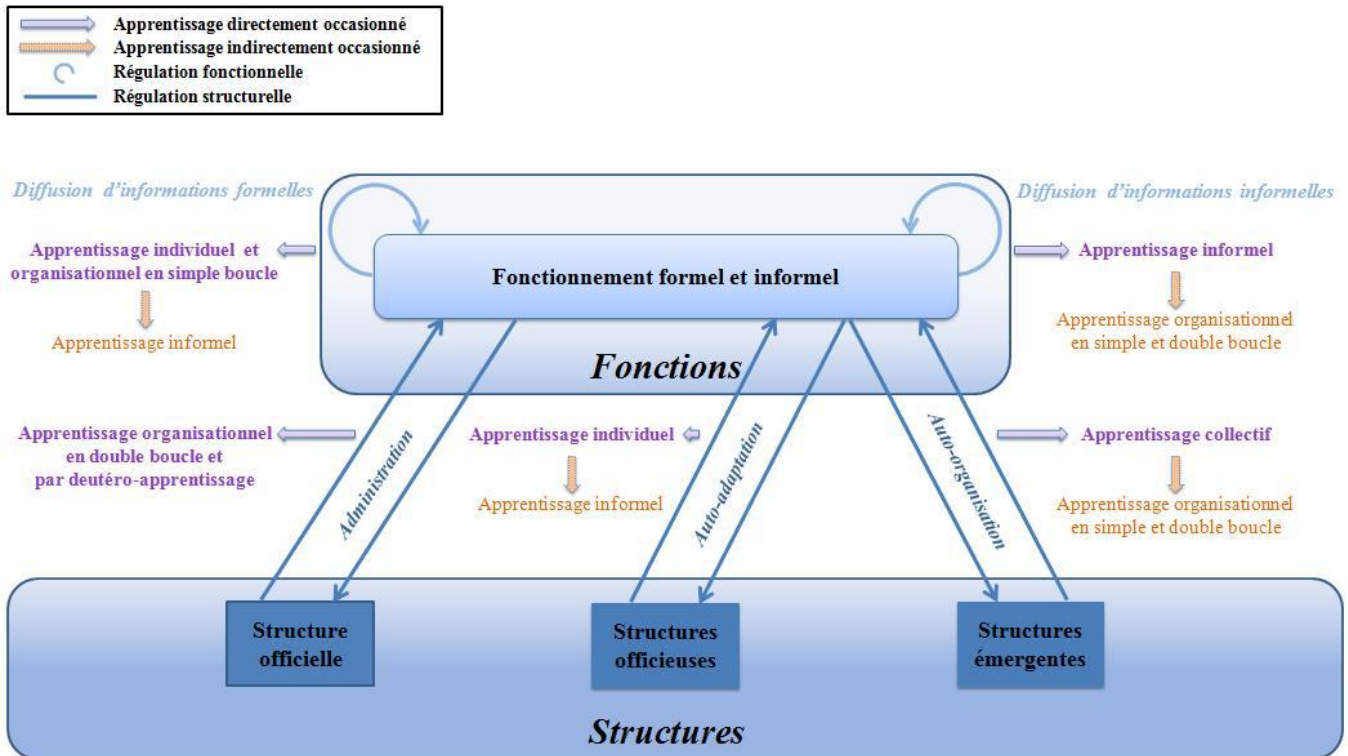 Apprentissage directement occasionné
Apprentissage indirectement occasionné
Régulation fonctionnelle
Régulation structurelle
Diffusion d'informations formelles
Diffusion d'informations informelles
Apprentissage individuel et
organisationnel en simple boucle
Apprentissage informel
Fonctionnement formel et informel
Apprentissage informel
Apprentissage organisationnel
en simple et double boucle
Fonctions
Apprentissage organisationnel
en double boucle et
par deutéro-apprentissage
Administration
Apprentissage individuel
Apprentissage informel
Auto-adaptation
Auto-organisation
Apprentissage collectif
Apprentissage organisationnel
en simple et double boucle
Structure
officielle
Structures
officieuses
Structures
émergentes
Structures